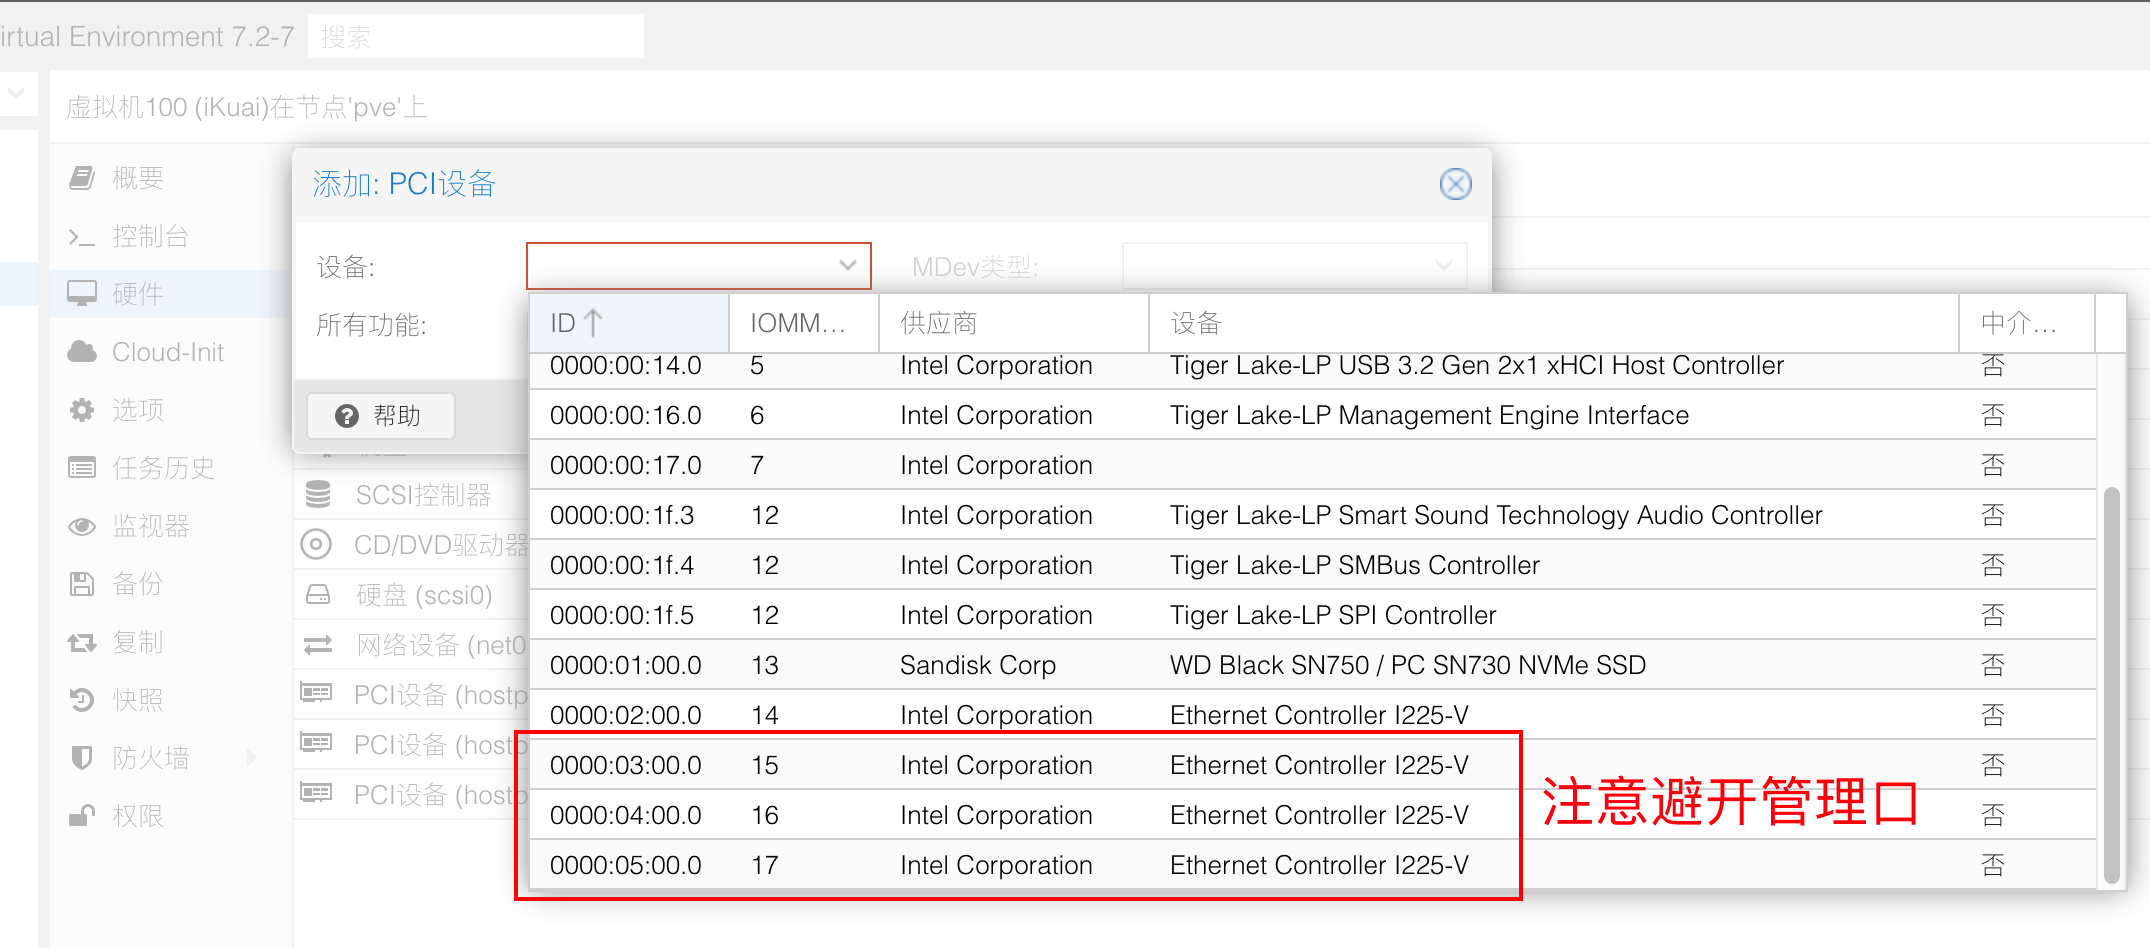 irtual Environment 7.2-7
搜索
虚拟机100 (iKuai)在节点'pve'上
概要
控制台
硬件
Cloud-Init
选项
任务历史
监视器
备份
复制
快照
防火墙
权限
添加: PCI设备
设备:
MDev类型:
所有功能:
帮助
SCSI控制器
CD/DVD驱动器
硬盘 (scsi0)
网络设备 (net0
PCI设备 (hostp
PCI设备 (hostp
PCI设备 (hostp
ID IOMM... 供应商 设备 中介...
0000:00:14.0 5 Intel Corporation Tiger Lake-LP USB 3.2 Gen 2x1 xHCI Host Controller 否
0000:00:16.0 6 Intel Corporation Tiger Lake-LP Management Engine Interface 否
0000:00:17.0 7 Intel Corporation 否
0000:00:1f.3 12 Intel Corporation Tiger Lake-LP Smart Sound Technology Audio Controller 否
0000:00:1f.4 12 Intel Corporation Tiger Lake-LP SMBus Controller 否
0000:00:1f.5 12 Intel Corporation Tiger Lake-LP SPI Controller 否
0000:01:00.0 13 Sandisk Corp WD Black SN750 / PC SN730 NVMe SSD 否
0000:02:00.0 14 Intel Corporation Ethernet Controller I225-V 否
0000:03:00.0 15 Intel Corporation Ethernet Controller I225-V 否
0000:04:00.0 16 Intel Corporation Ethernet Controller I225-V 否
0000:05:00.0 17 Intel Corporation Ethernet Controller I225-V 否
注意避开管理口